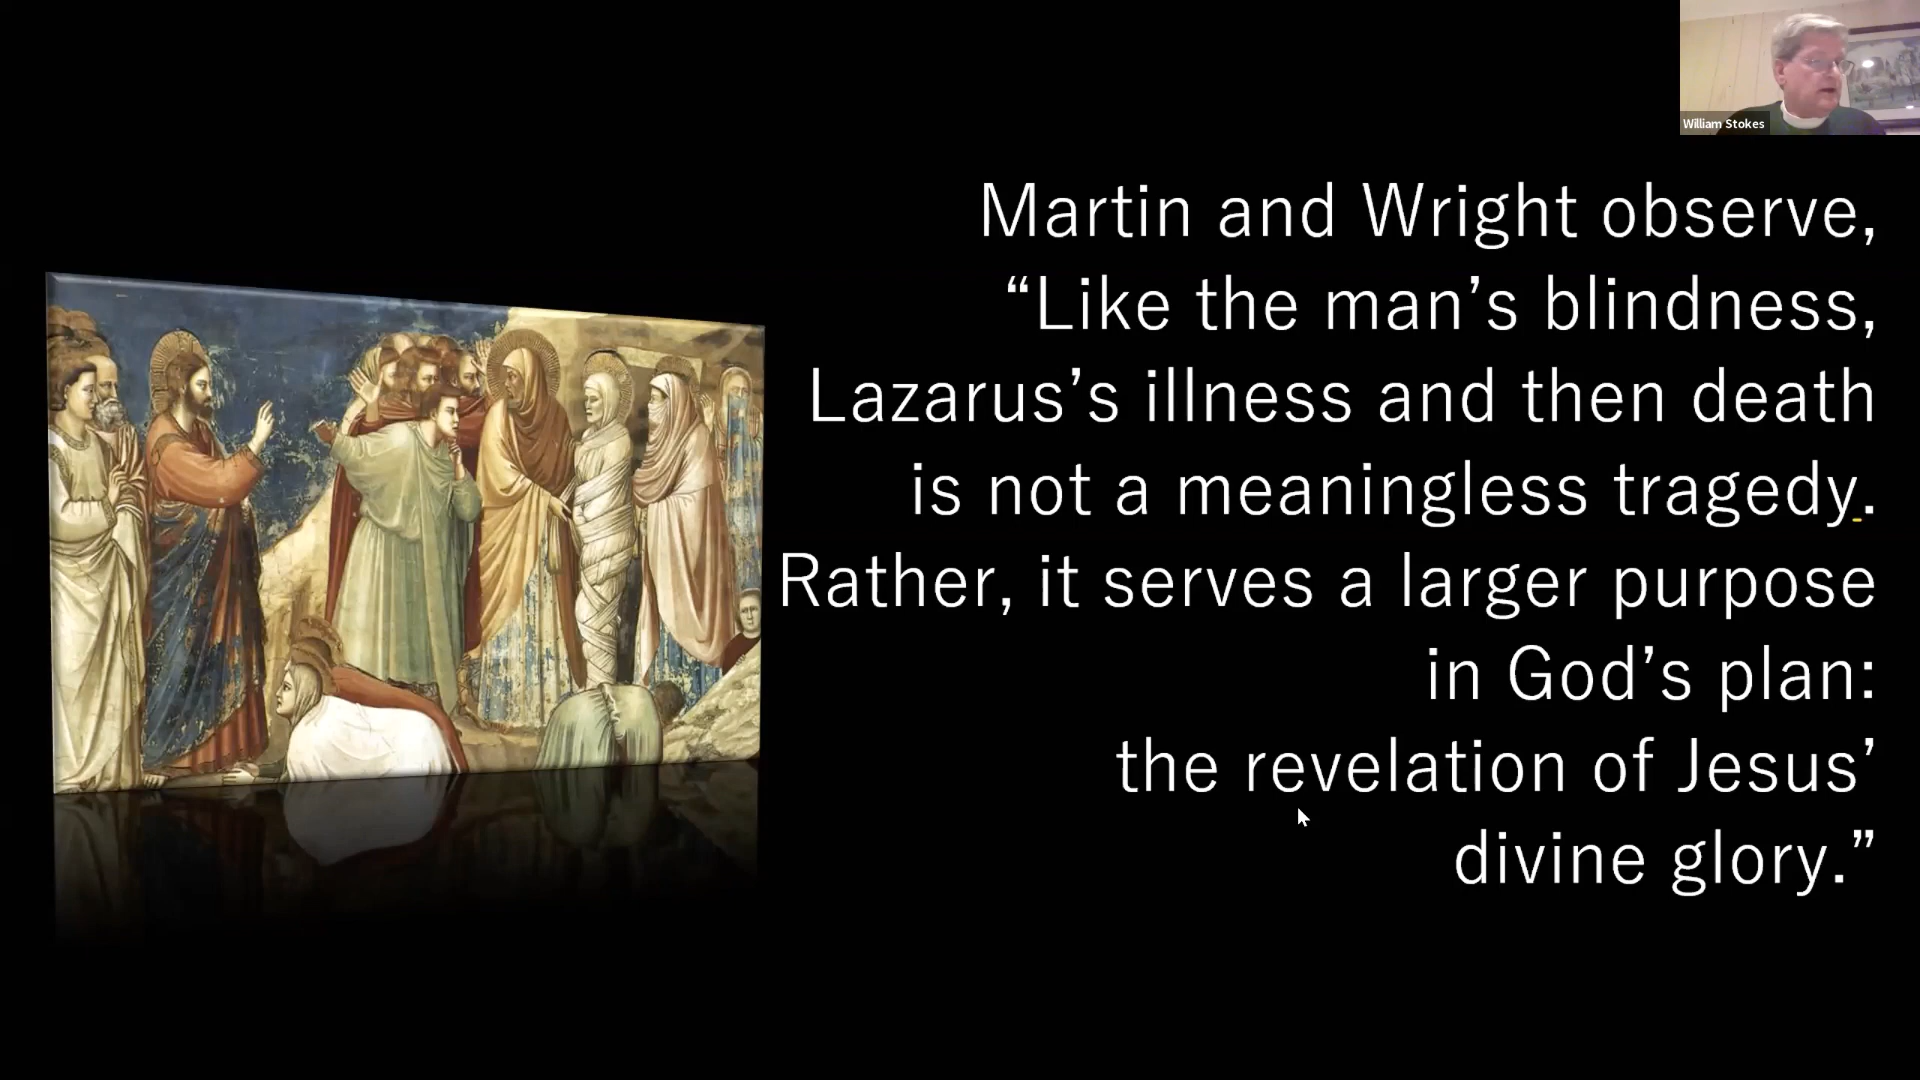 William Stokes
Martin and Wright observe,
“Like the man’s blindness,
Lazarus’s illness and then death
is not a meaningless tragedy.
Rather, it serves a larger purpose
in God’s plan:
the revelation of Jesus’
divine glory.”